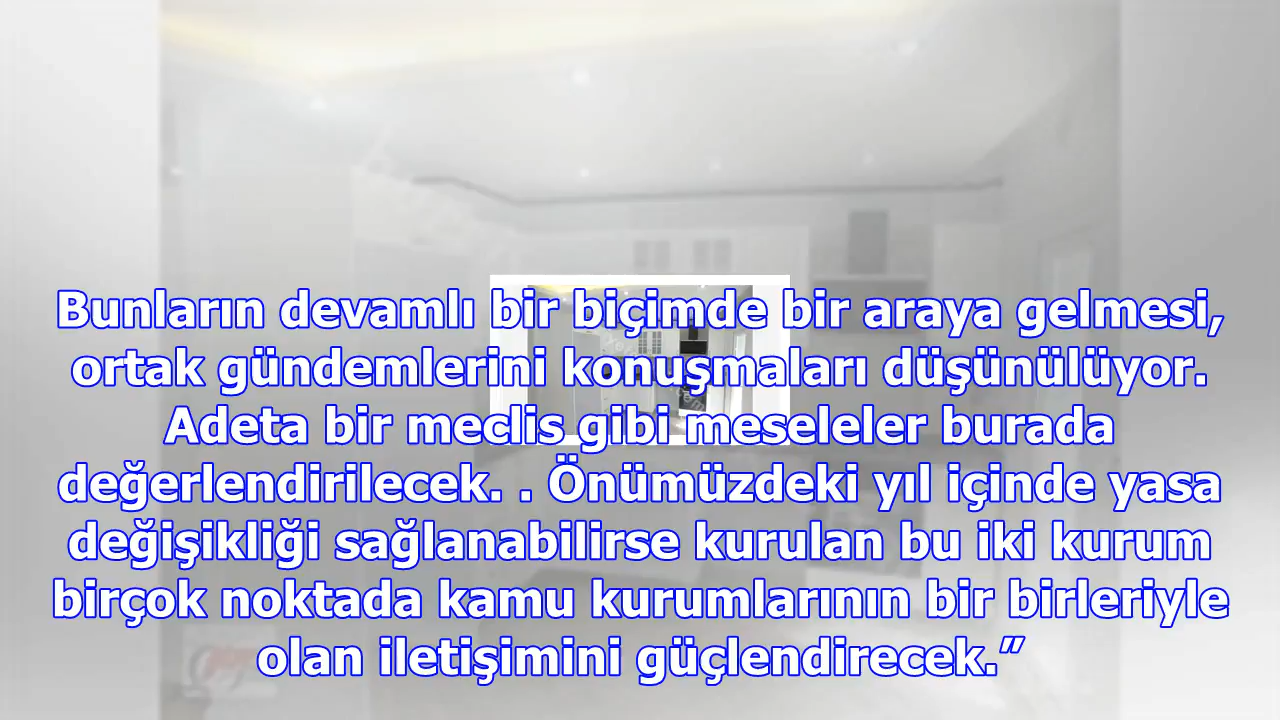 Bunların devamlı bir biçimde bir araya gelmesi,
ortak gündemlerini konuşmaları düşünülüyor.
Adeta bir meclis gibi meseleler burada
değerlendirilecek. . Önümüzdeki yıl içinde yasa
değişikliği sağlanabilirse kurulan bu iki kurum
birçok noktada kamu kurumlarının bir birleriyle
olan iletişimini güçlendirecek.”